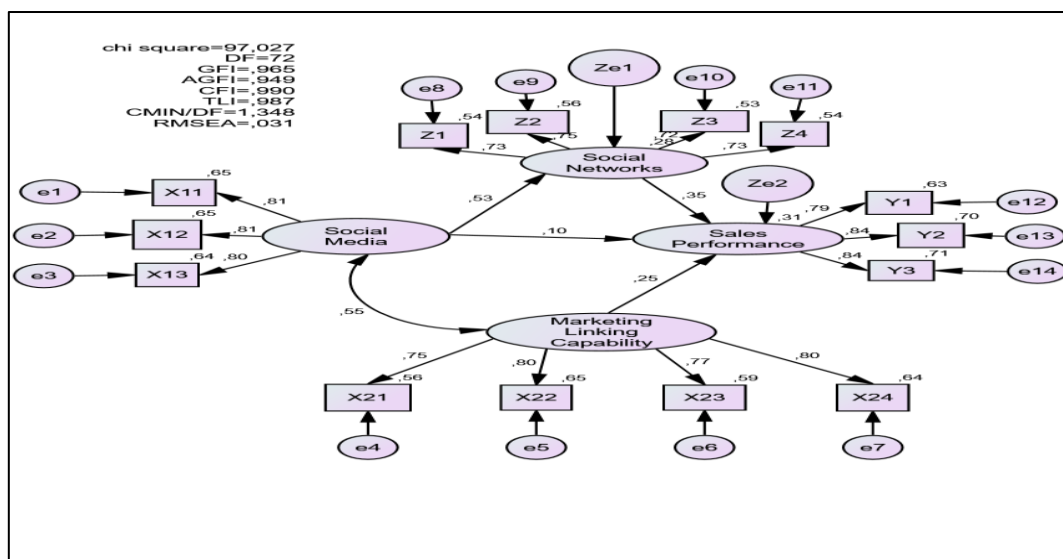 chi square=97,027
DF=72
GFI=,965
AGFI=,949
CFI=,990
TLI=,987
CMIN/DF=1,348
RMSEA=,031
Ze1
e8
e9
e10
e11
,54
Z1
,56
Z2
,53
Z3
,54
Z4
,73
,75
,72
,28
,73
Social
Networks
e1
,65
X11
,81
e2
,65
X12
,81
e3
,64
X13
,80
Social
Media
,53
,10
,35
Ze2
,31
Sales
Performance
,79
,63
Y1
e12
,84
,70
Y2
e13
,84
,71
Y3
e14
,25
,55
Marketing
Linking
Capability
,75
,80
,77
,80
,56
X21
,65
X22
,59
X23
,64
X24
e4
e5
e6
e7